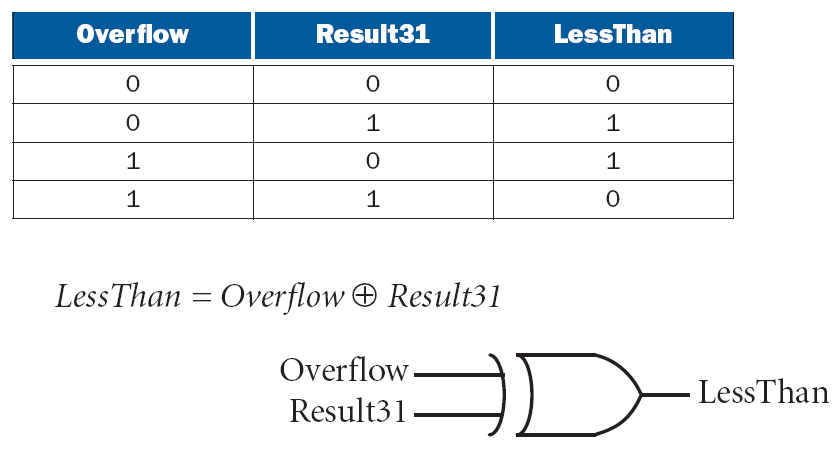 Overflow Result31 LessThan
0 0 0
0 1 1
1 0 1
1 1 0
LessThan = Overflow ⊕ Result31
Overflow
Result31
LessThan